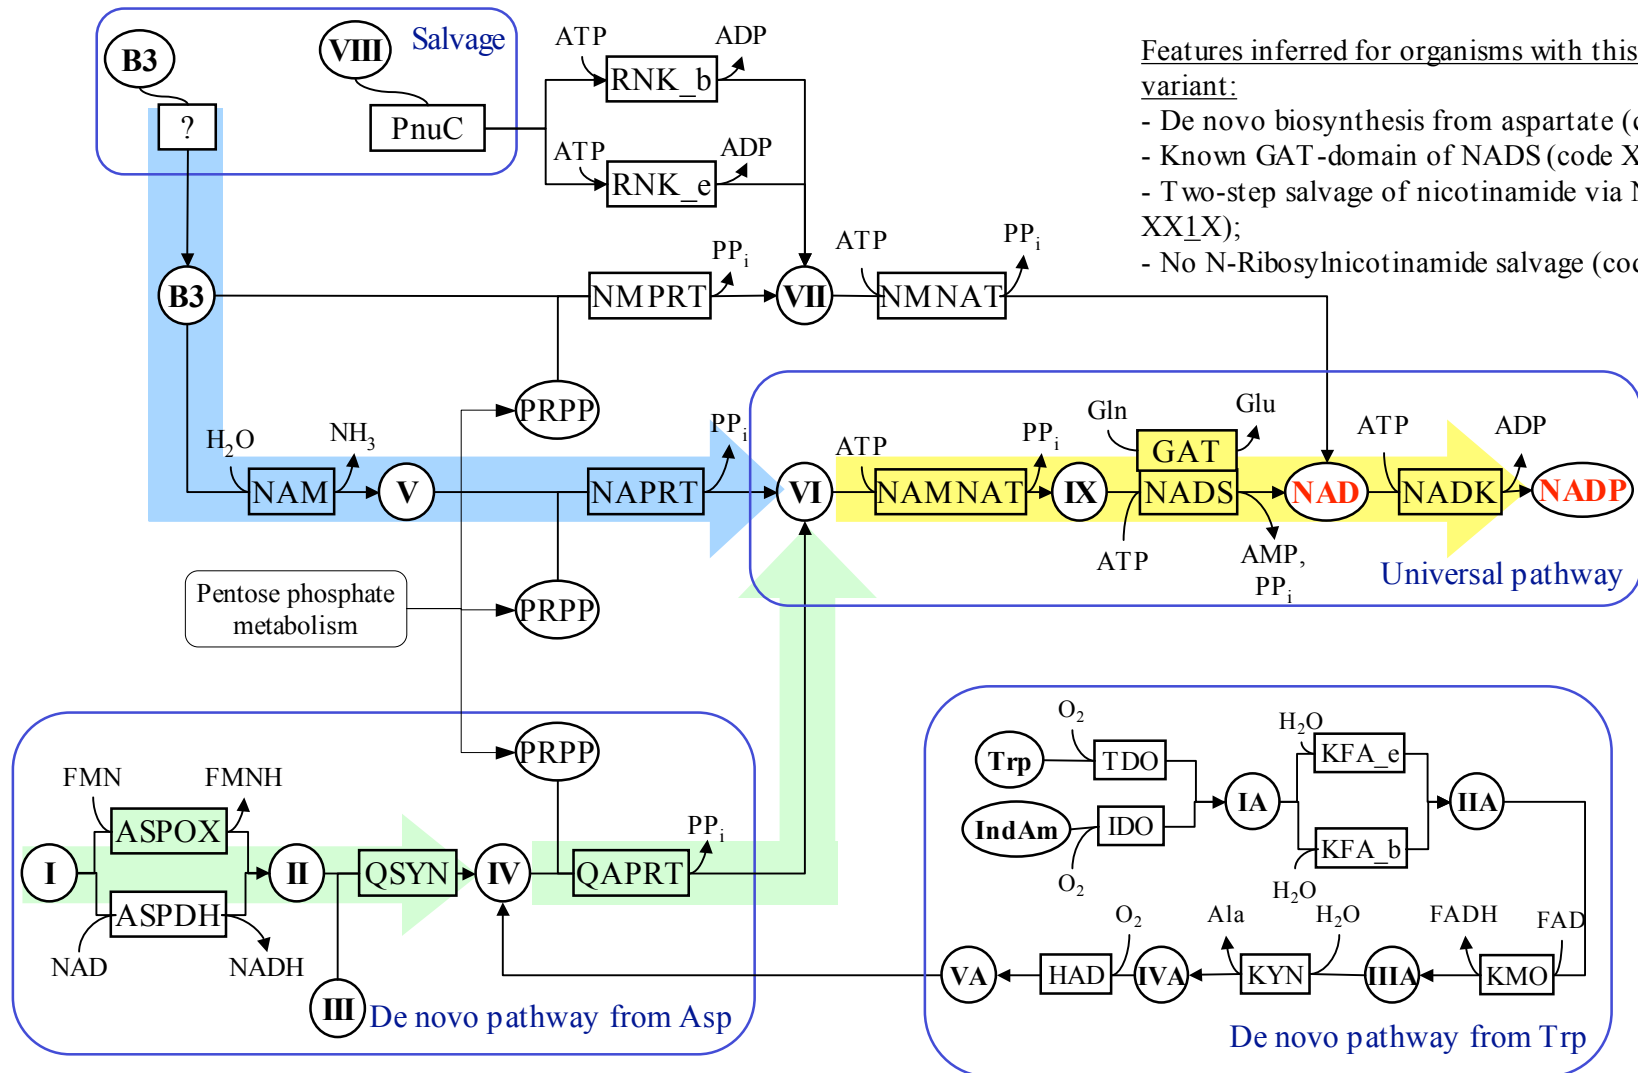 Salvage
B3
VIII
?
PnuC
ATP
ADP
RNK_b
ATP
ADP
RNK_e
Features inferred for organisms with this
variant:
- De novo biosynthesis from aspartate (
- Known GAT-domain of NADS (code X
- Two-step salvage of nicotinamide via
XX1X);
- No N-Ribosylnicotinamide salvage (
B3
NMPRT
PPi
VII
ATP
NMNAT
PPi
PRPP
H2O
NH3
NAM
V
NAPRT
PPi
VI
ATP
NAMNAT
PPi
IX
Gln
Glu
GAT
NADS
ATP
AMP,
PPi
NAD
ATP
ADP
NADK
NADP
Universal pathway
Pentose phosphate
metabolism
PRPP
PRPP
FMN
FMNH
ASPOX
I
II
ASPDH
NAD
NADH
III
QSYN
IV
QAPRT
PPi
De novo pathway from Asp
O2
Trp
TDO
IndAm
IDO
O2
IA
H2O
KFA_e
KFA_b
H2O
IIA
FAD
FADH
KMO
IIIA
H2O
Ala
KYN
IVA
O2
HAD
VA
De novo pathway from Trp